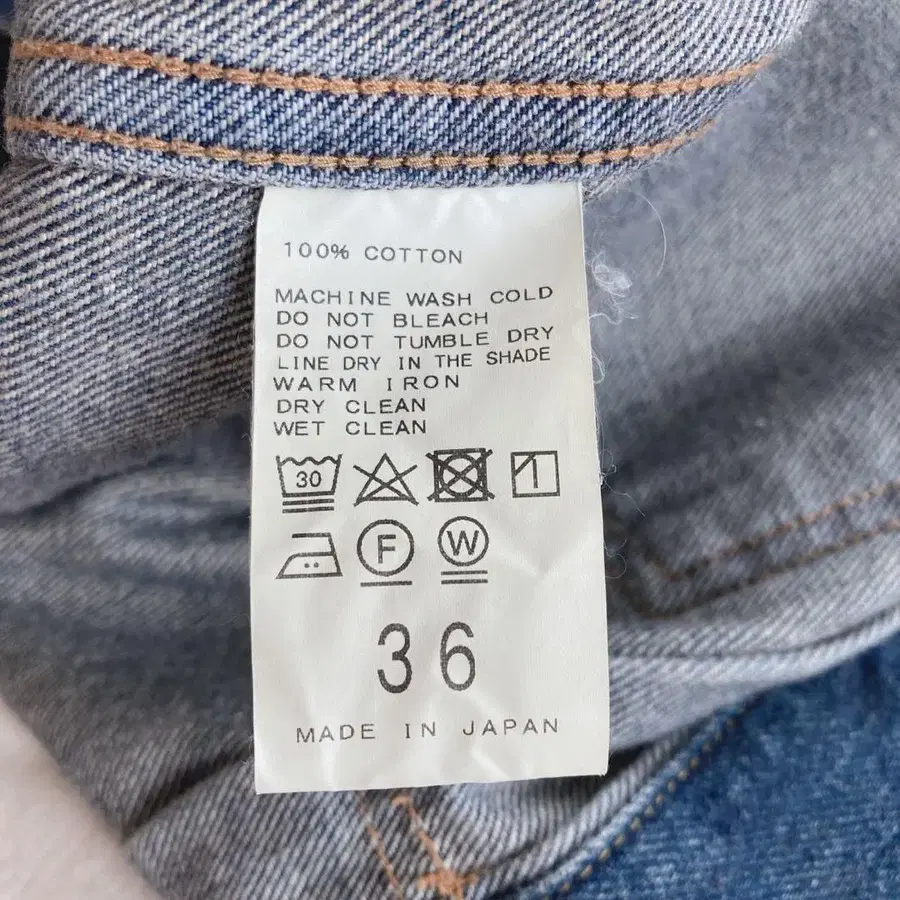 100% COTTON
MACHINE WASH COLD
DO NOT BLEACH
DO NOT TUMBLE DRY
LINE DRY IN THE SHADE
WARM IRON
DRY CLEAN
WET CLEAN
30
F W
36
MADE IN JAPAN